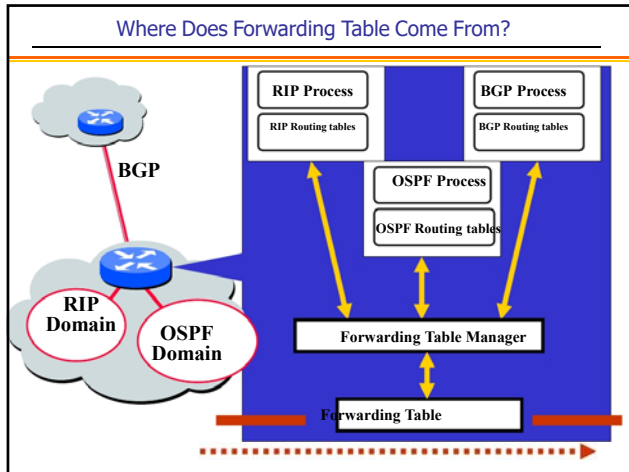 Where Does Forwarding Table Come From?
RIP Process
RIP Routing tables
BGP Process
BGP Routing tables
BGP
OSPF Process
OSPF Routing tables
RIP
Domain
OSPF
Domain
Forwarding Table Manager
Forwarding Table